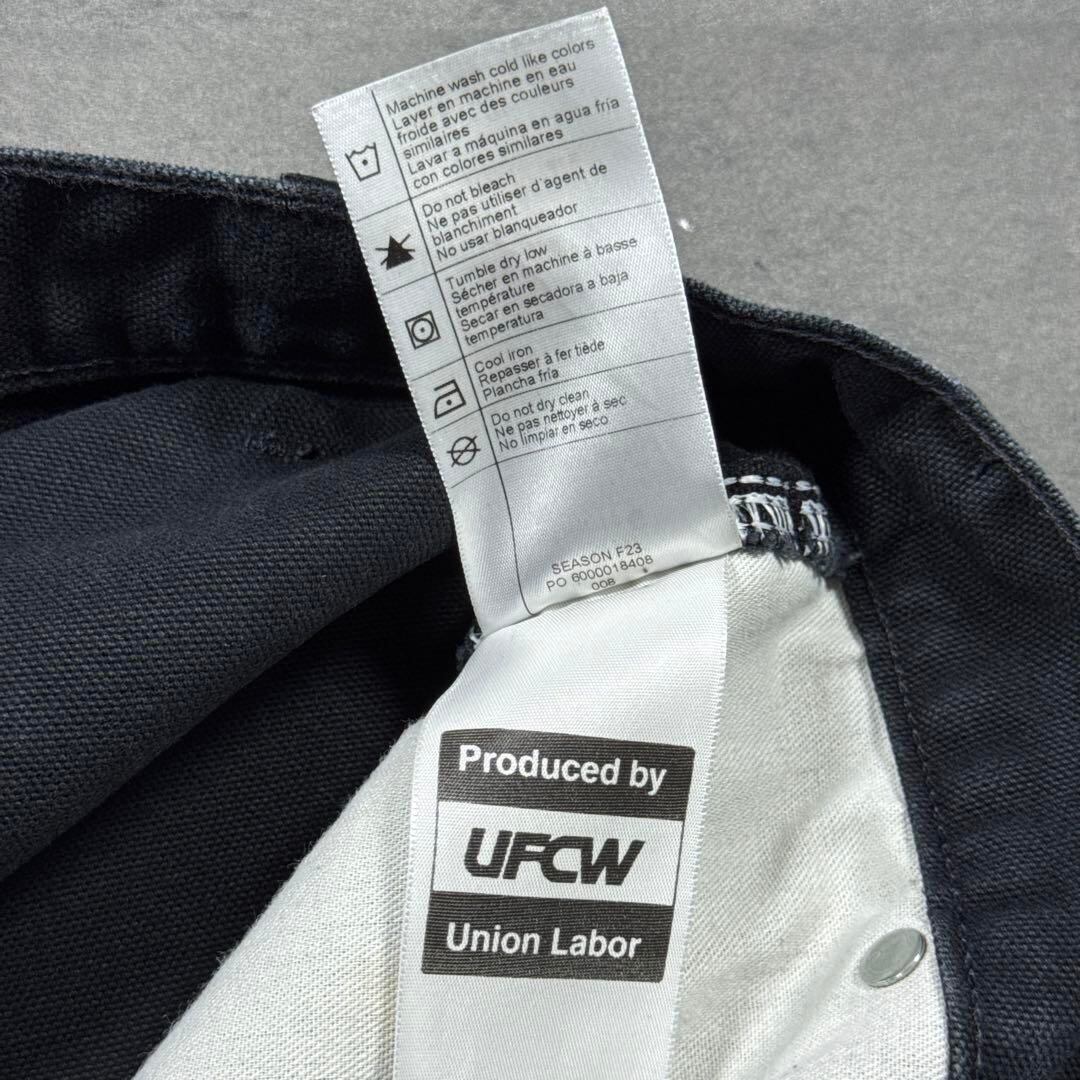 Machine wash cold like colors
Laver en machine en eau
froide avec des couleurs
similaires
Lavar a máquina en agua fría
con colores similares
Do not bleach
Ne pas utiliser d'agent de
blanchiment
No usar blanqueador
Tumble dry low
Sécher en machine à basse
température
Secar en secadora a baja
temperatura
Cool iron
Repasser à fer tiède
Plancha fría
Do not dry clean
Ne pas nettoyer à sec
No limpiar en seco
SEASON F23
PO 6000018408
008
Produced by
UFCW
Union Labor